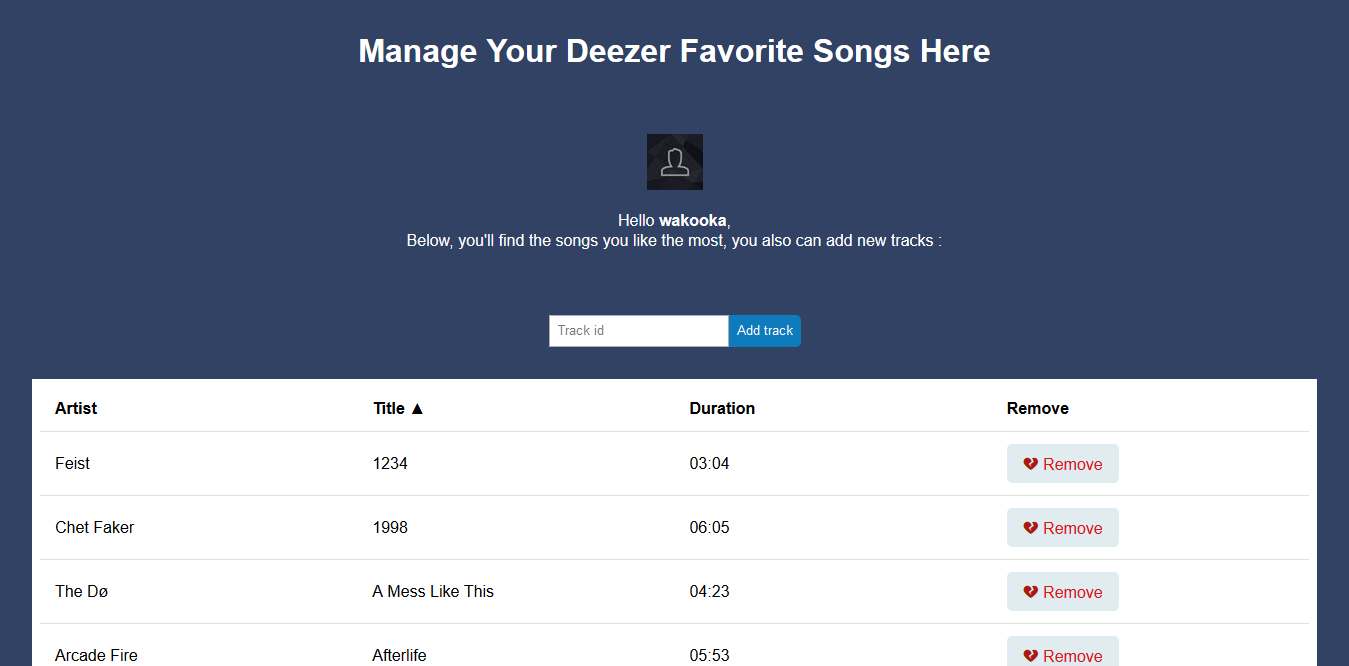 Manage Your Deezer Favorite Songs Here
Hello wakooka,
Below, you'll find the songs you like the most, you also can add new tracks :
Track id Add track
Artist Title ▲ Duration Remove
Feist 1234 03:04 Remove
Chet Faker 1998 06:05 Remove
The Dø A Mess Like This 04:23 Remove
Arcade Fire Afterlife 05:53 Remove